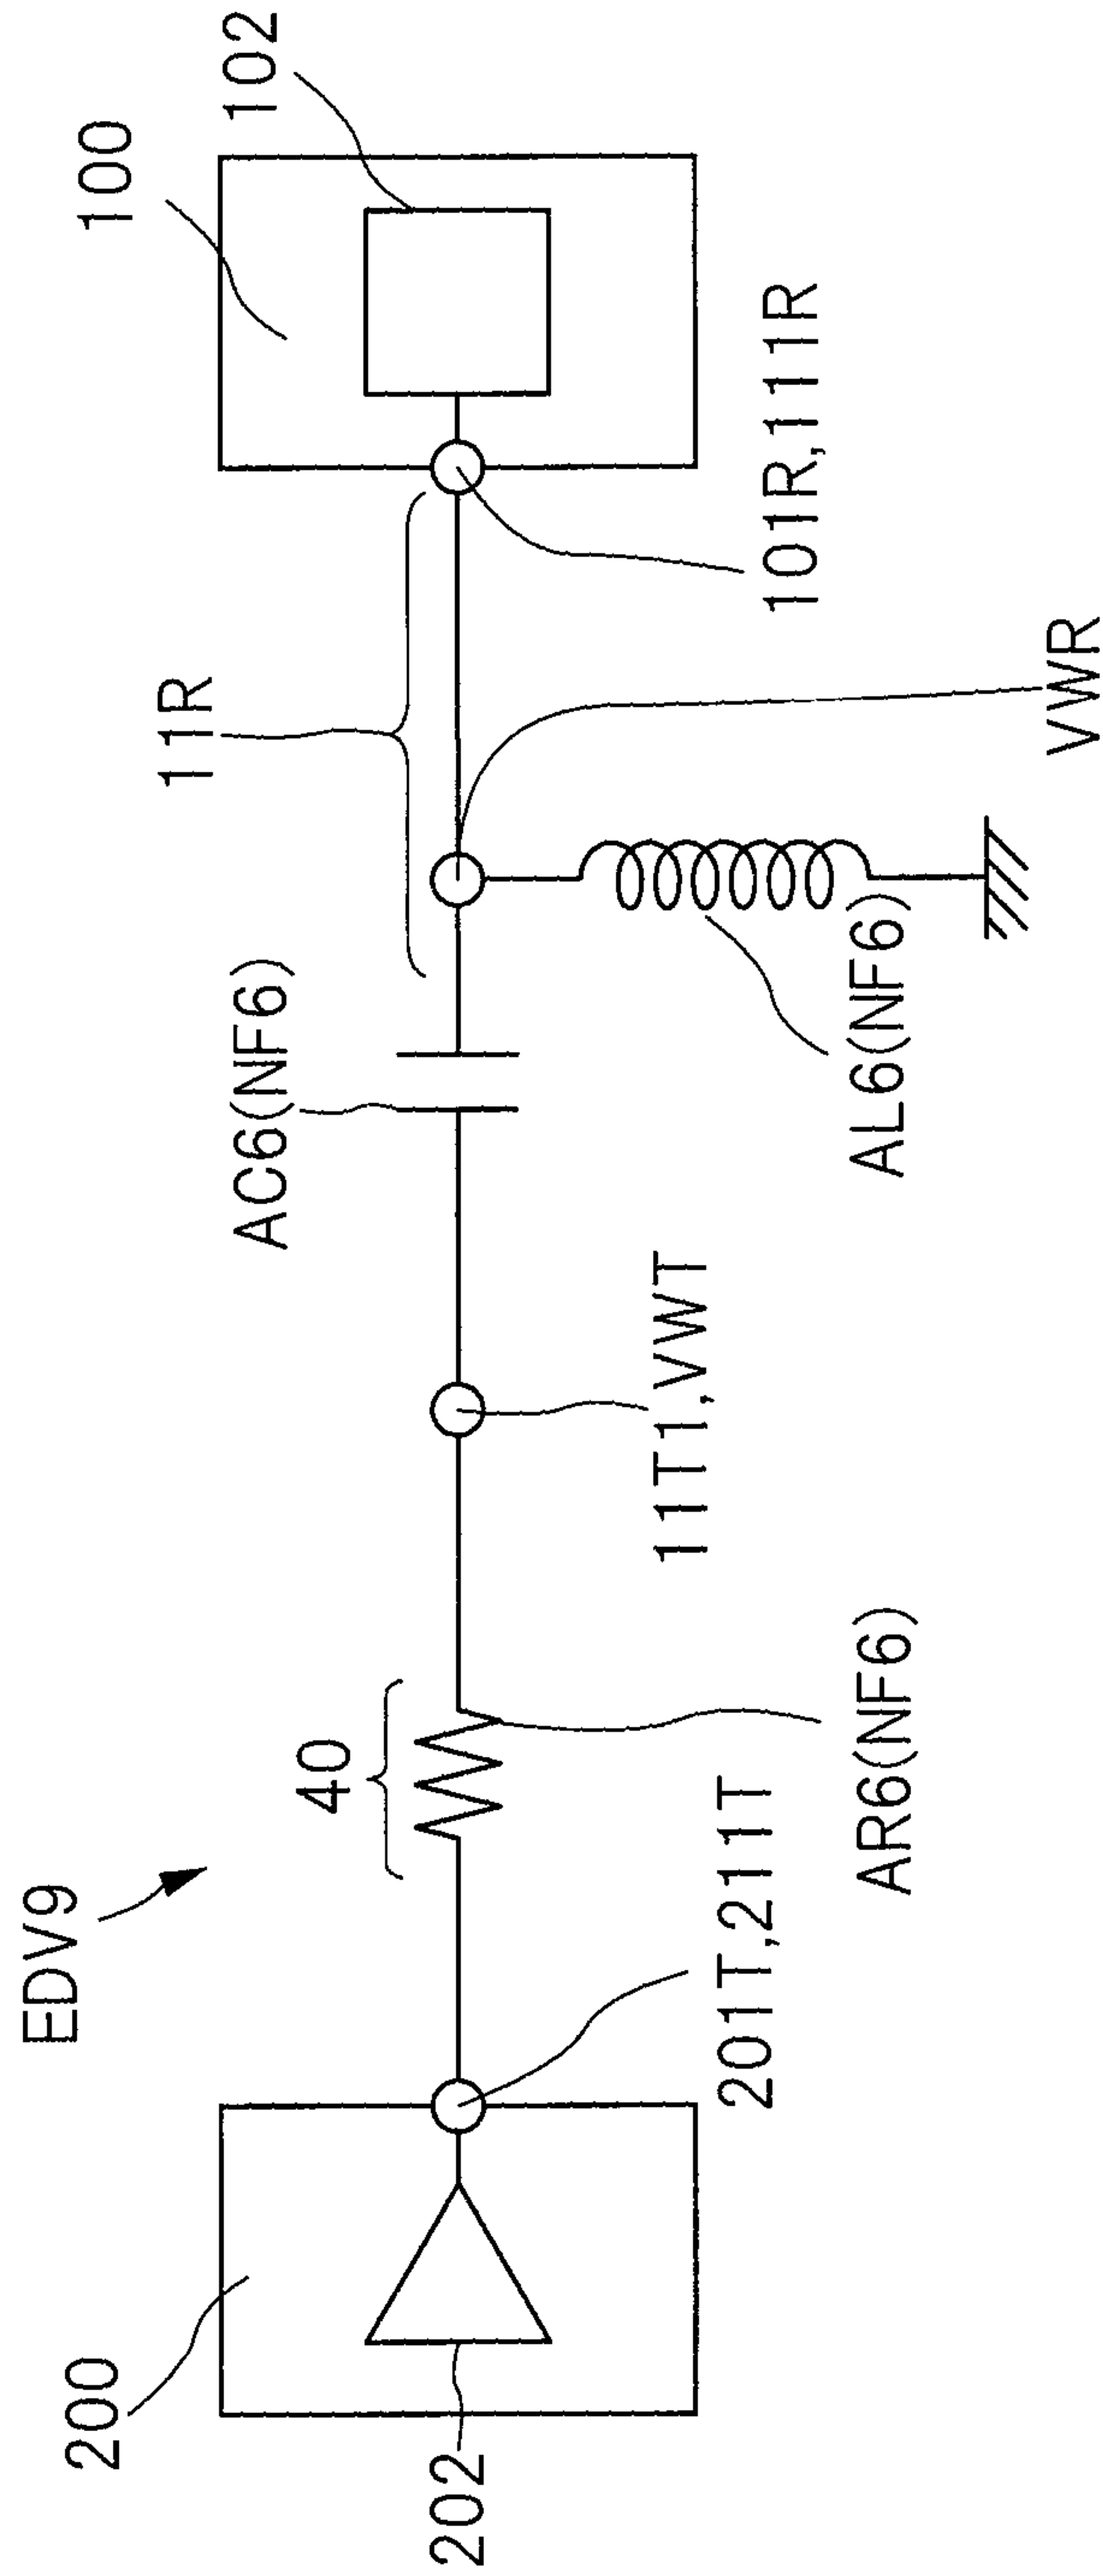 EDV9
200
202
40
201T,211T
AR6(NF6)
11T1,VWT
AC6(NF6)
AL6(NF6)
11R
VWR
101R,111R
100
102